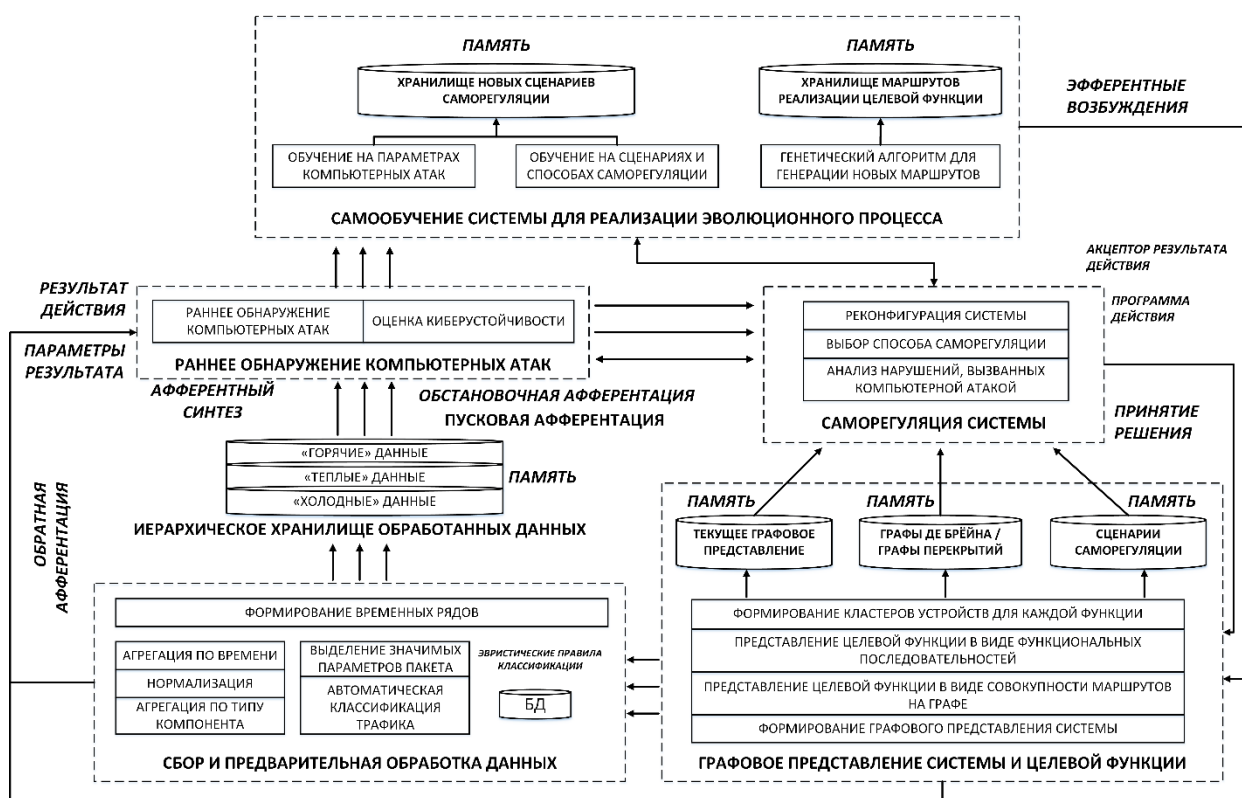 ПАМЯТЬ
ПАМЯТЬ
ХРАНИЛИЩЕ НОВЫХ СЦЕНАРИЕВ
САМОРЕГУЛЯЦИИ
ХРАНИЛИЩЕ МАРШРУТОВ
РЕАЛИЗАЦИИ ЦЕЛЕВОЙ ФУНКЦИИ
ЭФФЕРЕНТНЫЕ
ВОЗБУЖДЕНИЯ
ОБУЧЕНИЕ НА ПАРАМЕТРАХ
КОМПЬЮТЕРНЫХ АТАК
ОБУЧЕНИЕ НА СЦЕНАРИЯХ И
СПОСОБАХ САМОРЕГУЛЯЦИИ
ГЕНЕТИЧЕСКИЙ АЛГОРИТМ ДЛЯ
ГЕНЕРАЦИИ НОВЫХ МАРШРУТОВ
САМООБУЧЕНИЕ СИСТЕМЫ ДЛЯ РЕАЛИЗАЦИИ ЭВОЛЮЦИОННОГО ПРОЦЕССА
АКЦЕПТОР РЕЗУЛЬТАТА
ДЕЙСТВИЯ
РЕЗУЛЬТАТ
ДЕЙСТВИЯ
ПАРАМЕТРЫ
РЕЗУЛЬТАТА
РАННЕЕ ОБНАРУЖЕНИЕ
КОМПЬЮТЕРНЫХ АТАК
ОЦЕНКА КИБЕРУСТОЙЧИВОСТИ
РАННЕЕ ОБНАРУЖЕНИЕ КОМПЬЮТЕРНЫХ АТАК
РЕКОНФИГУРАЦИЯ СИСТЕМЫ
ВЫБОР СПОСОБА САМОРЕГУЛЯЦИИ
АНАЛИЗ НАРУШЕНИЙ, ВЫЗВАННЫХ
КОМПЬЮТЕРНОЙ АТАКОЙ
САМОРЕГУЛЯЦИЯ СИСТЕМЫ
ПРОГРАММА
ДЕЙСТВИЯ
ПРИНЯТИЕ
РЕШЕНИЯ
АФФЕРЕНТНЫЙ
СИНТЕЗ
ОБСТАНОВОЧНАЯ АФФЕРЕНТАЦИЯ
ПУСКОВАЯ АФФЕРЕНТАЦИЯ
«ГОРЯЧИЕ» ДАННЫЕ
«ТЕПЛЫЕ» ДАННЫЕ
«ХОЛОДНЫЕ» ДАННЫЕ
ПАМЯТЬ
ИЕРАРХИЧЕСКОЕ ХРАНИЛИЩЕ ОБРАБОТАННЫХ ДАННЫХ
ОБРАТНАЯ
АФФЕРЕНТАЦИЯ
ПАМЯТЬ
ПАМЯТЬ
ПАМЯТЬ
ТЕКУЩЕЕ ГРАФОВОЕ
ПРЕДСТАВЛЕНИЕ
ГРАФЫ ДЕ БРЁЙНА /
ГРАФЫ ПЕРЕКРЫТИЙ
СЦЕНАРИИ
САМОРЕГУЛЯЦИИ
ФОРМИРОВАНИЕ ВРЕМЕННЫХ РЯДОВ
АГРЕГАЦИЯ ПО ВРЕМЕНИ
НОРМАЛИЗАЦИЯ
АГРЕГАЦИЯ ПО ТИПУ
КОМПОНЕНТА
ВЫДЕЛЕНИЕ ЗНАЧИМЫХ
ПАРАМЕТРОВ ПАКЕТА
АВТОМАТИЧЕСКАЯ
КЛАССИФИКАЦИЯ
ТРАФИКА
ЭВРИСТИЧЕСКИЕ ПРАВИЛА
КЛАССИФИКАЦИИ
БД
СБОР И ПРЕДВАРИТЕЛЬНАЯ ОБРАБОТКА ДАННЫХ
ФОРМИРОВАНИЕ КЛАСТЕРОВ УСТРОЙСТВ ДЛЯ КАЖДОЙ ФУНКЦИИ
ПРЕДСТАВЛЕНИЕ ЦЕЛЕВОЙ ФУНКЦИИ В ВИДЕ ФУНКЦИОНАЛЬНЫХ
ПОСЛЕДОВАТЕЛЬНОСТЕЙ
ПРЕДСТАВЛЕНИЕ ЦЕЛЕВОЙ ФУНКЦИИ В ВИДЕ СОВОКУПНОСТИ МАРШРУТОВ
НА ГРАФЕ
ФОРМИРОВАНИЕ ГРАФОВОГО ПРЕДСТАВЛЕНИЯ СИСТЕМЫ
ГРАФОВОЕ ПРЕДСТАВЛЕНИЕ СИСТЕМЫ И ЦЕЛЕВОЙ ФУНКЦИИ